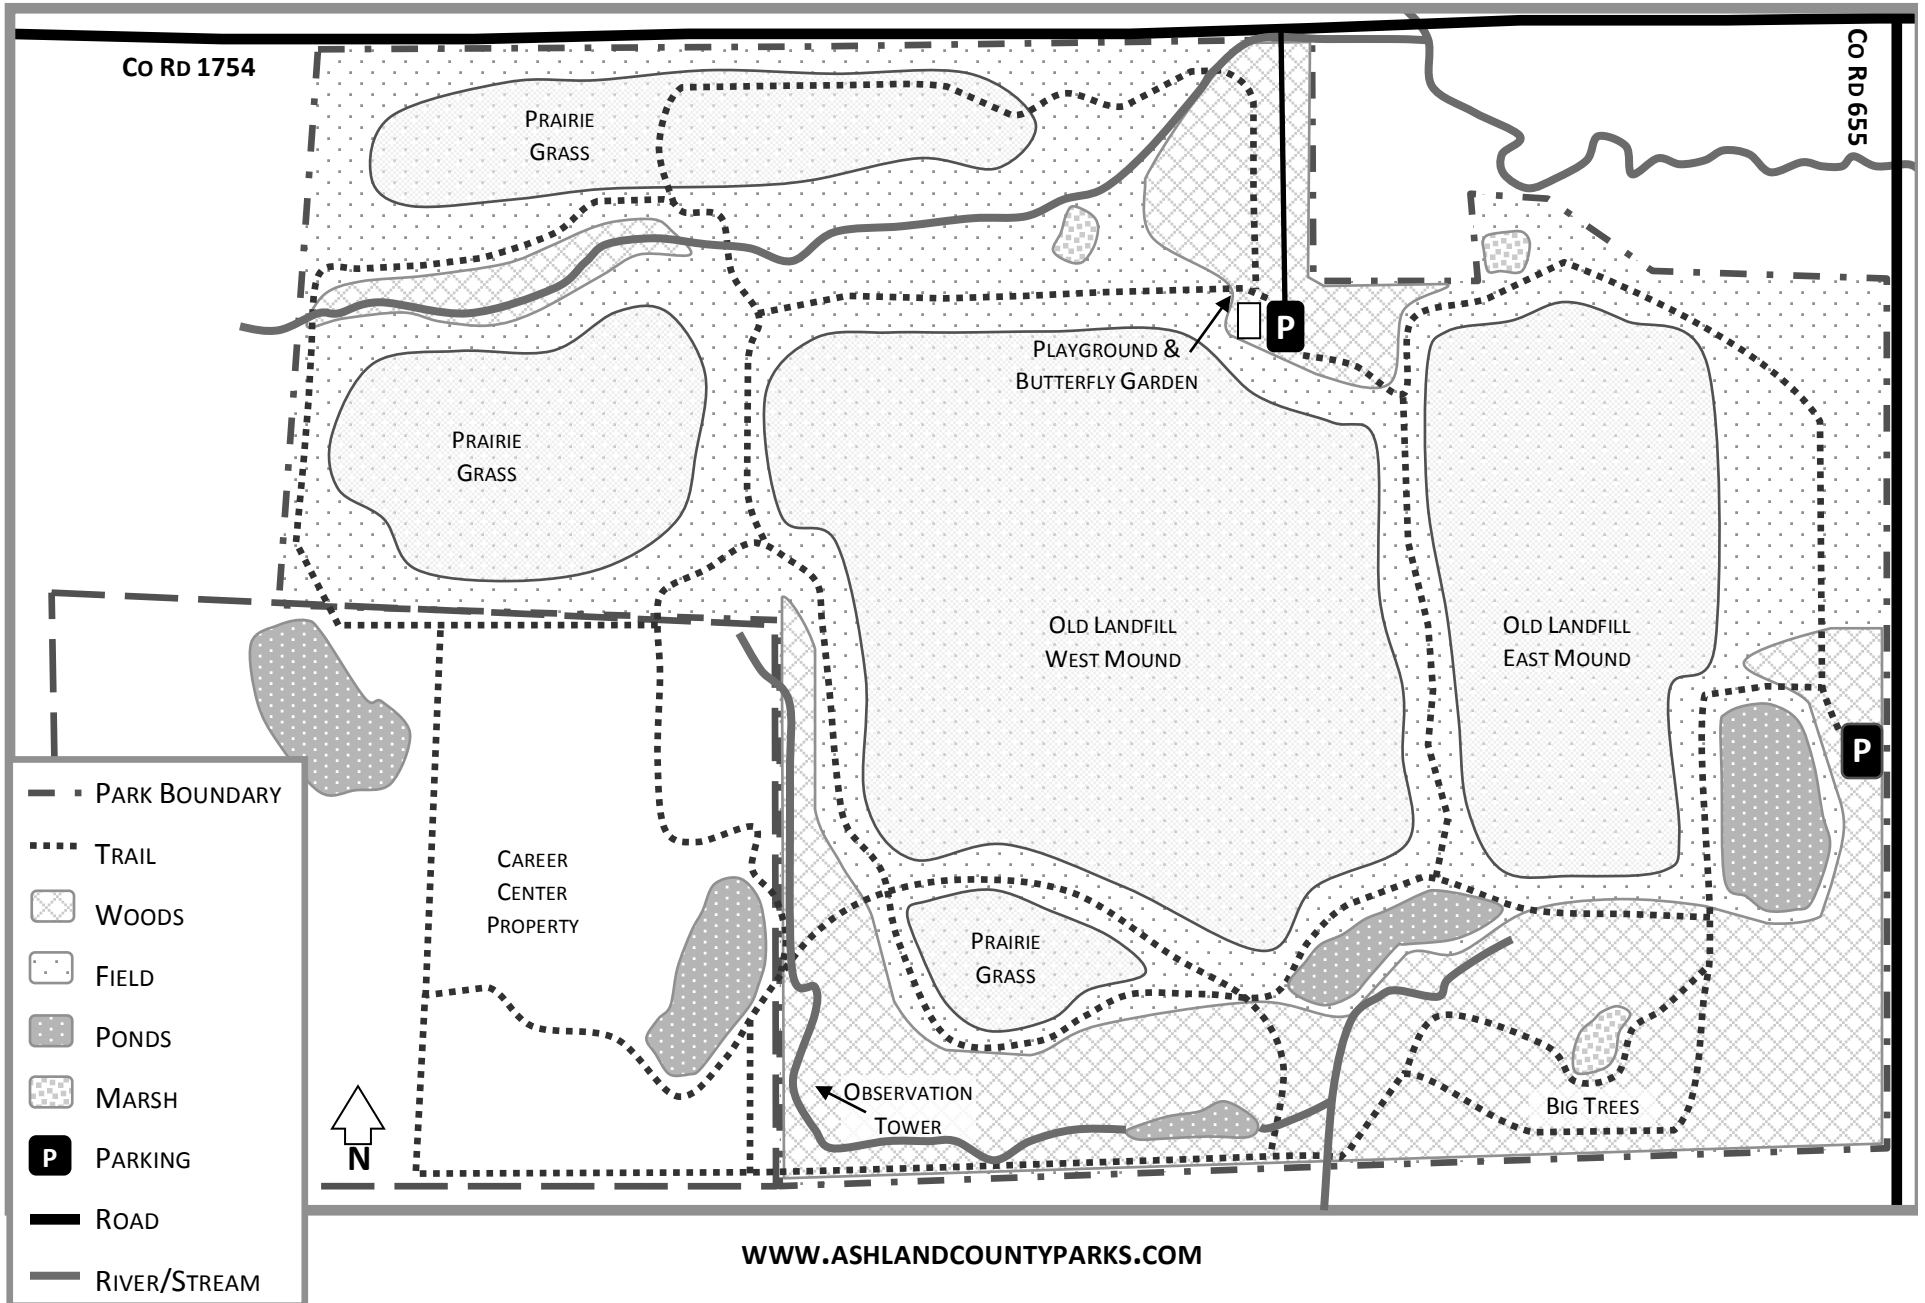 CO RD 1754
CO RD 655
PRAIRIE
GRASS
PLAYGROUND &
BUTTERFLY GARDEN
P
PRAIRIE
GRASS
OLD LANDFILL
WEST MOUND
OLD LANDFILL
EAST MOUND
P
CAREER
CENTER
PROPERTY
PRAIRIE
GRASS
OBSERVATION
TOWER
BIG TREES
N
PARK BOUNDARY
TRAIL
WOODS
FIELD
PONDS
MARSH
P PARKING
ROAD
RIVER/STREAM
WWW.ASHLANDCOUNTYPARKS.COM